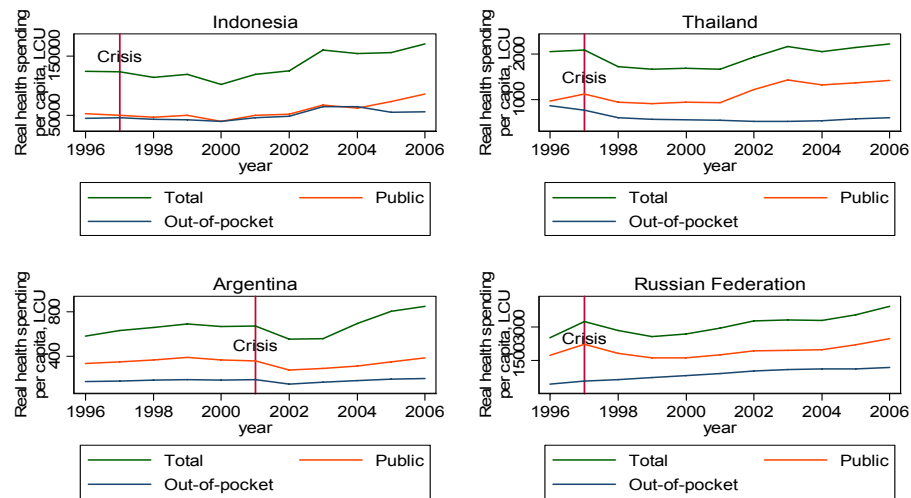 Indonesia
Real health spending
per capita, LCU
50000
15000
Crisis
1996 1998 2000 2002 2004 2006
year
Total Public
Out-of-pocket
Thailand
Real health spending
per capita, LCU
1000
2000
Crisis
1996 1998 2000 2002 2004 2006
year
Total Public
Out-of-pocket
Argentina
Real health spending
per capita, LCU
400
800
Crisis
1996 1998 2000 2002 2004 2006
year
Total Public
Out-of-pocket
Russian Federation
Real health spending
per capita, LCU
15003000
Crisis
1996 1998 2000 2002 2004 2006
year
Total Public
Out-of-pocket